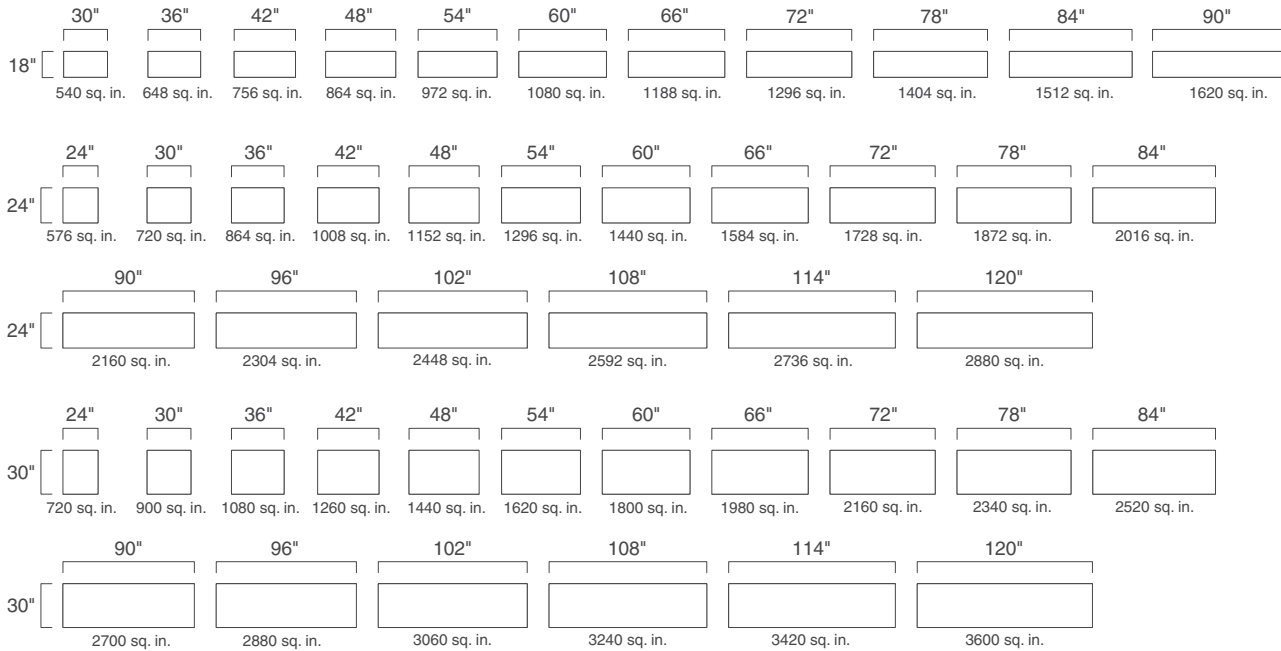 30" 36" 42" 48" 54" 60" 66" 72" 78" 84" 90"
18"
540 sq. in. 648 sq. in. 756 sq. in. 864 sq. in. 972 sq. in. 1080 sq. in. 1188 sq. in. 1296 sq. in. 1404 sq. in. 1512 sq. in. 1620 sq. in.
24" 30" 36" 42" 48" 54" 60" 66" 72" 78" 84"
24"
576 sq. in. 720 sq. in. 864 sq. in. 1008 sq. in. 1152 sq. in. 1296 sq. in. 1440 sq. in. 1584 sq. in. 1728 sq. in. 1872 sq. in. 2016 sq. in.
90" 96" 102" 108" 114" 120"
24"
2160 sq. in. 2304 sq. in. 2448 sq. in. 2592 sq. in. 2736 sq. in. 2880 sq. in.
24" 30" 36" 42" 48" 54" 60" 66" 72" 78" 84"
30"
720 sq. in. 900 sq. in. 1080 sq. in. 1260 sq. in. 1440 sq. in. 1620 sq. in. 1800 sq. in. 1980 sq. in. 2160 sq. in. 2340 sq. in. 2520 sq. in.
90" 96" 102" 108" 114" 120"
30"
2700 sq. in. 2880 sq. in. 3060 sq. in. 3240 sq. in. 3420 sq. in. 3600 sq. in.